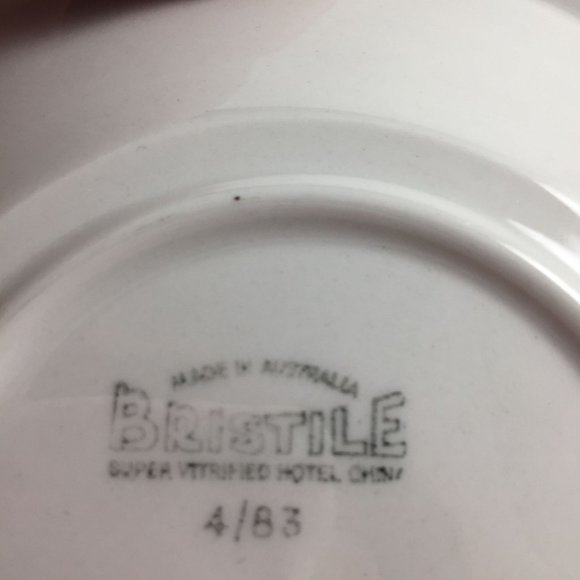 MADE IN AUSTRALIA
BRISTILE
SUPER VITRIFIED HOTEL CHINA
4/83